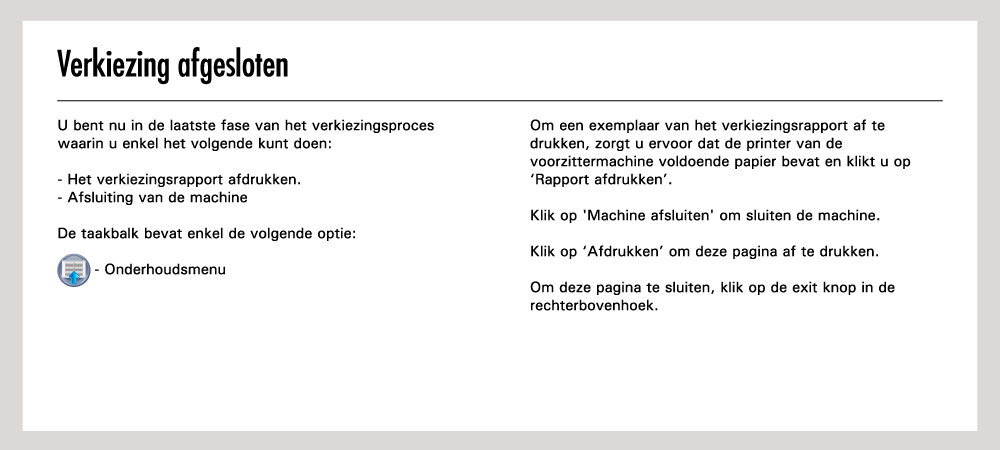 Verkiezing afgesloten
U bent nu in de laatste fase van het verkiezingsproces
waarin u enkel het volgende kunt doen:
- Het verkiezingsrapport afdrukken.
- Afsluiting van de machine
De taakbalk bevat enkel de volgende optie:
- Onderhoudsmenu
Om een exemplaar van het verkiezingsrapport af te
drukken, zorgt u ervoor dat de printer van de
voorzittermachine voldoende papier bevat en klikt u op
‘Rapport afdrukken’.
Klik op 'Machine afsluiten' om sluiten de machine.
Klik op ‘Afdrukken’ om deze pagina af te drukken.
Om deze pagina te sluiten, klik op de exit knop in de
rechterbovenhoek.